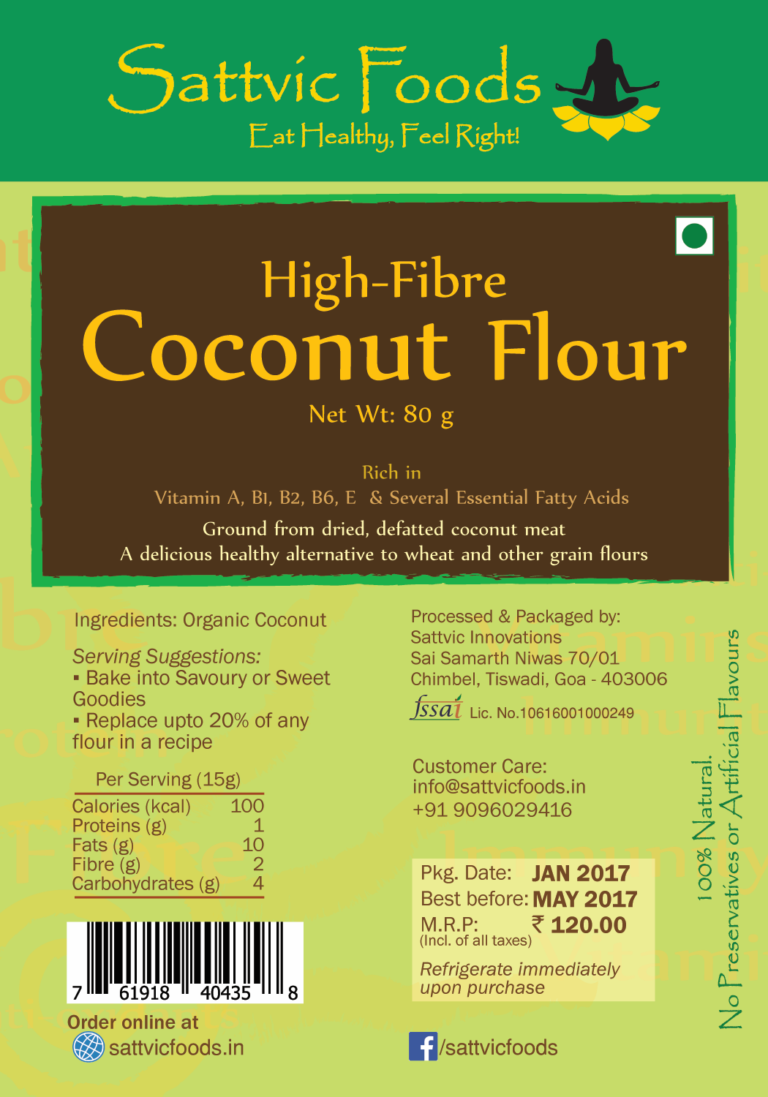 Sattvic Foods
Eat Healthy, Feel Right!
High-Fibre
Coconut Flour
Net Wt: 80 g
Rich in
Vitamin A, B1, B2, B6, E & Several Essential Fatty Acids
Ground from dried, defatted coconut meat
A delicious healthy alternative to wheat and other grain flours
Ingredients: Organic Coconut
Serving Suggestions:
▪ Bake into Savoury or Sweet
Goodies
▪ Replace upto 20% of any
flour in a recipe
Per Serving (15g)
Calories (kcal) 100
Proteins (g) 1
Fats (g) 10
Fibre (g) 2
Carbohydrates (g) 4
7 61918 40435 8
Order online at
sattvicfoods.in
Processed & Packaged by:
Sattvic Innovations
Sai Samarth Niwas 70/01
Chimbel, Tiswadi, Goa - 403006
fssai Lic. No.10616001000249
Customer Care:
info@sattvicfoods.in
+91 9096029416
Pkg. Date: JAN 2017
Best before: MAY 2017
M.R.P: ₹ 120.00
(Incl. of all taxes)
Refrigerate immediately
upon purchase
f/sattvicfoods
100% Natural.
No Preservatives or Artificial Flavours